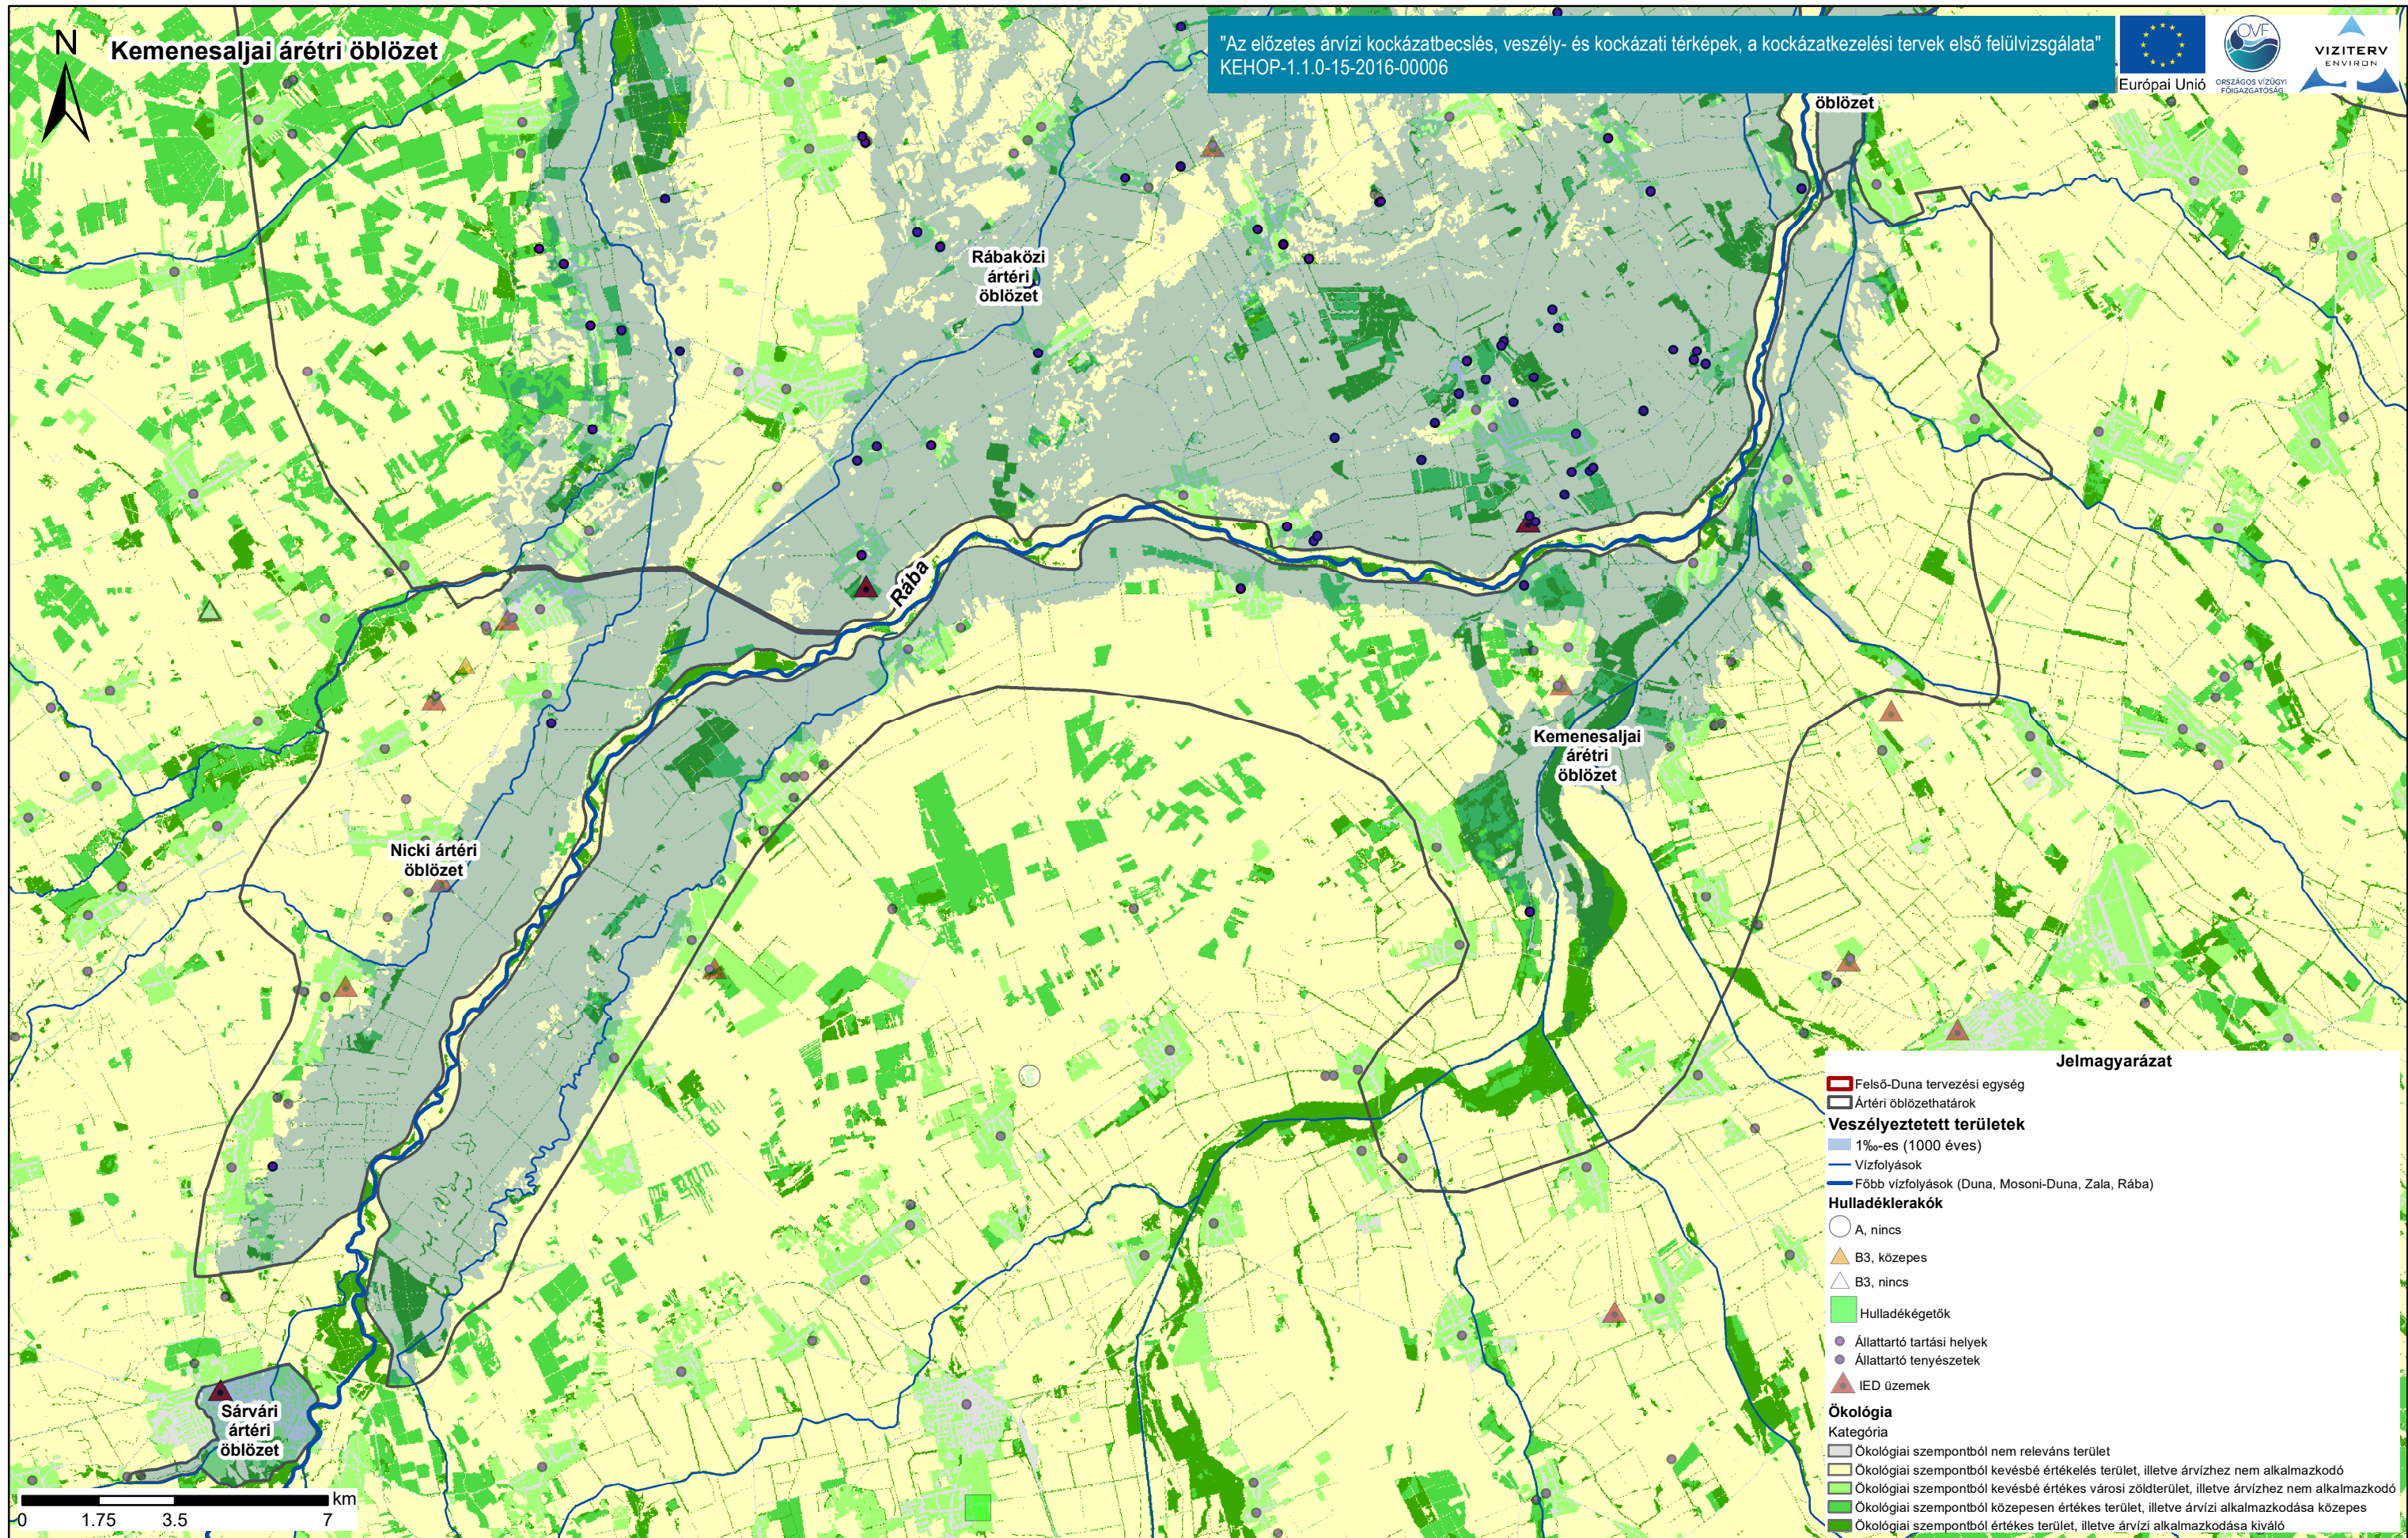 N
Kemenesaljai árétri öblözet
"Az előzetes árvízi kockázatbecslés, veszély- és kockázati térképek, a kockázatkezelési tervek első felülvizsgálata"
KEHOP-1.1.0-15-2016-00006
Európai Unió
OVF
ORSZÁGOS VÍZÜGYI
FŐIGAZGATÓSÁG
VIZITERV
ENVIRON
öblözet
Rábaközi
ártéri
öblözet
Rába
Kemenesaljai
árétri
öblözet
Nicki ártéri
öblözet
Sárvári
ártéri
öblözet
km
0 1.75 3.5 7
Jelmagyarázat
Felső-Duna tervezési egység
Ártéri öblözethatárok
Veszélyeztetett területek
1‰-es (1000 éves)
Vízfolyások
Főbb vízfolyások (Duna, Mosoni-Duna, Zala, Rába)
Hulladéklerakók
A, nincs
B3, közepes
B3, nincs
Hulladékégetők
Állattartó tartási helyek
Állattartó tenyészetek
IED üzemek
Ökológia
Kategória
Ökológiai szempontból nem releváns terület
Ökológiai szempontból kevésbé értékelés terület, illetve árvízhez nem alkalmazkodó
Ökológiai szempontból kevésbé értékes városi zöldterület, illetve árvízhez nem alkalmazkodó
Ökológiai szempontból közepesen értékes terület, illetve árvízi alkalmazkodása közepes
Ökológiai szempontból értékes terület, illetve árvízi alkalmazkodása kiváló